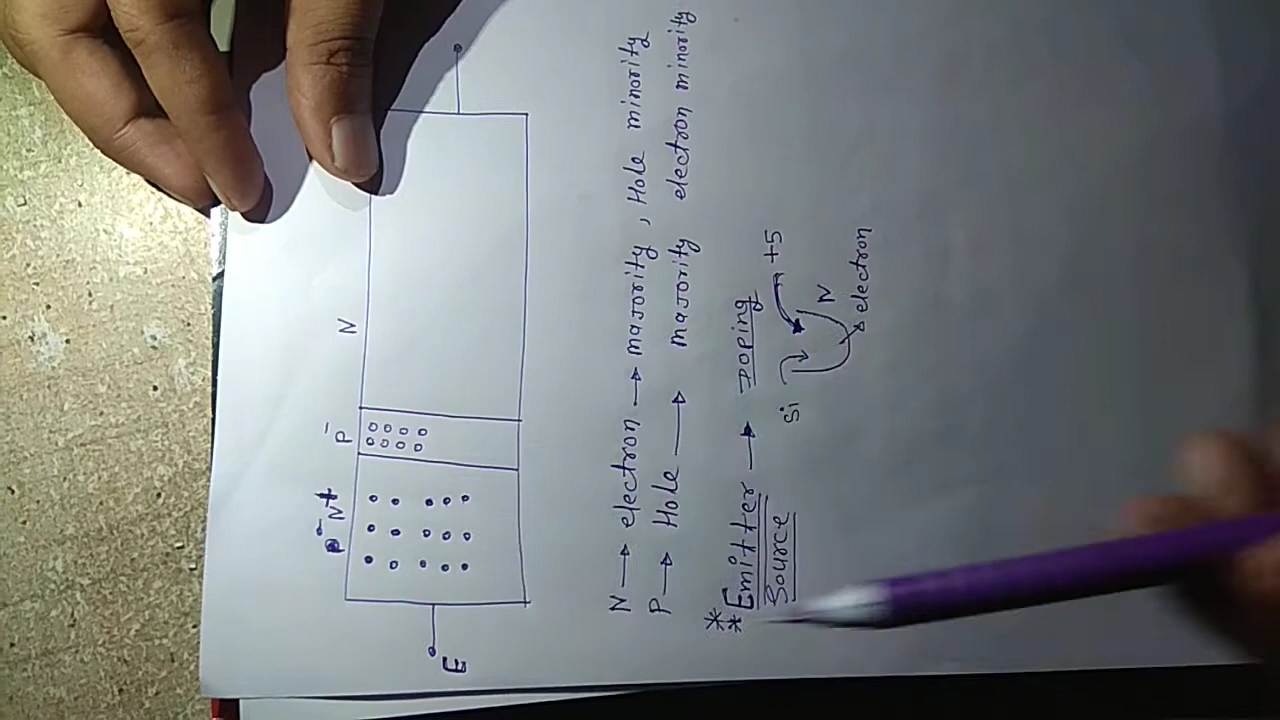 N⁺ P⁻ N
E
N → electron → majority, Hole minority
P → Hole → majority electron minority
** Emitter → Doping
Source
Si +5
N
electron